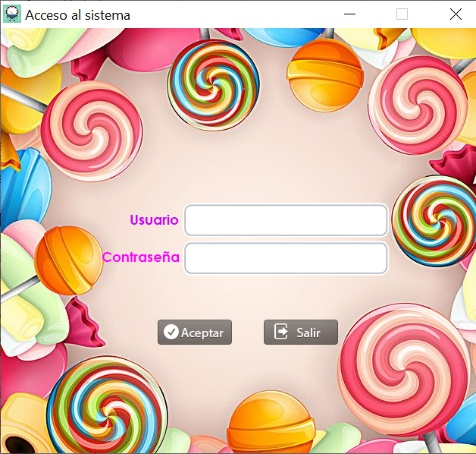 Acceso al sistema
Usuario
Contraseña
Aceptar Salir